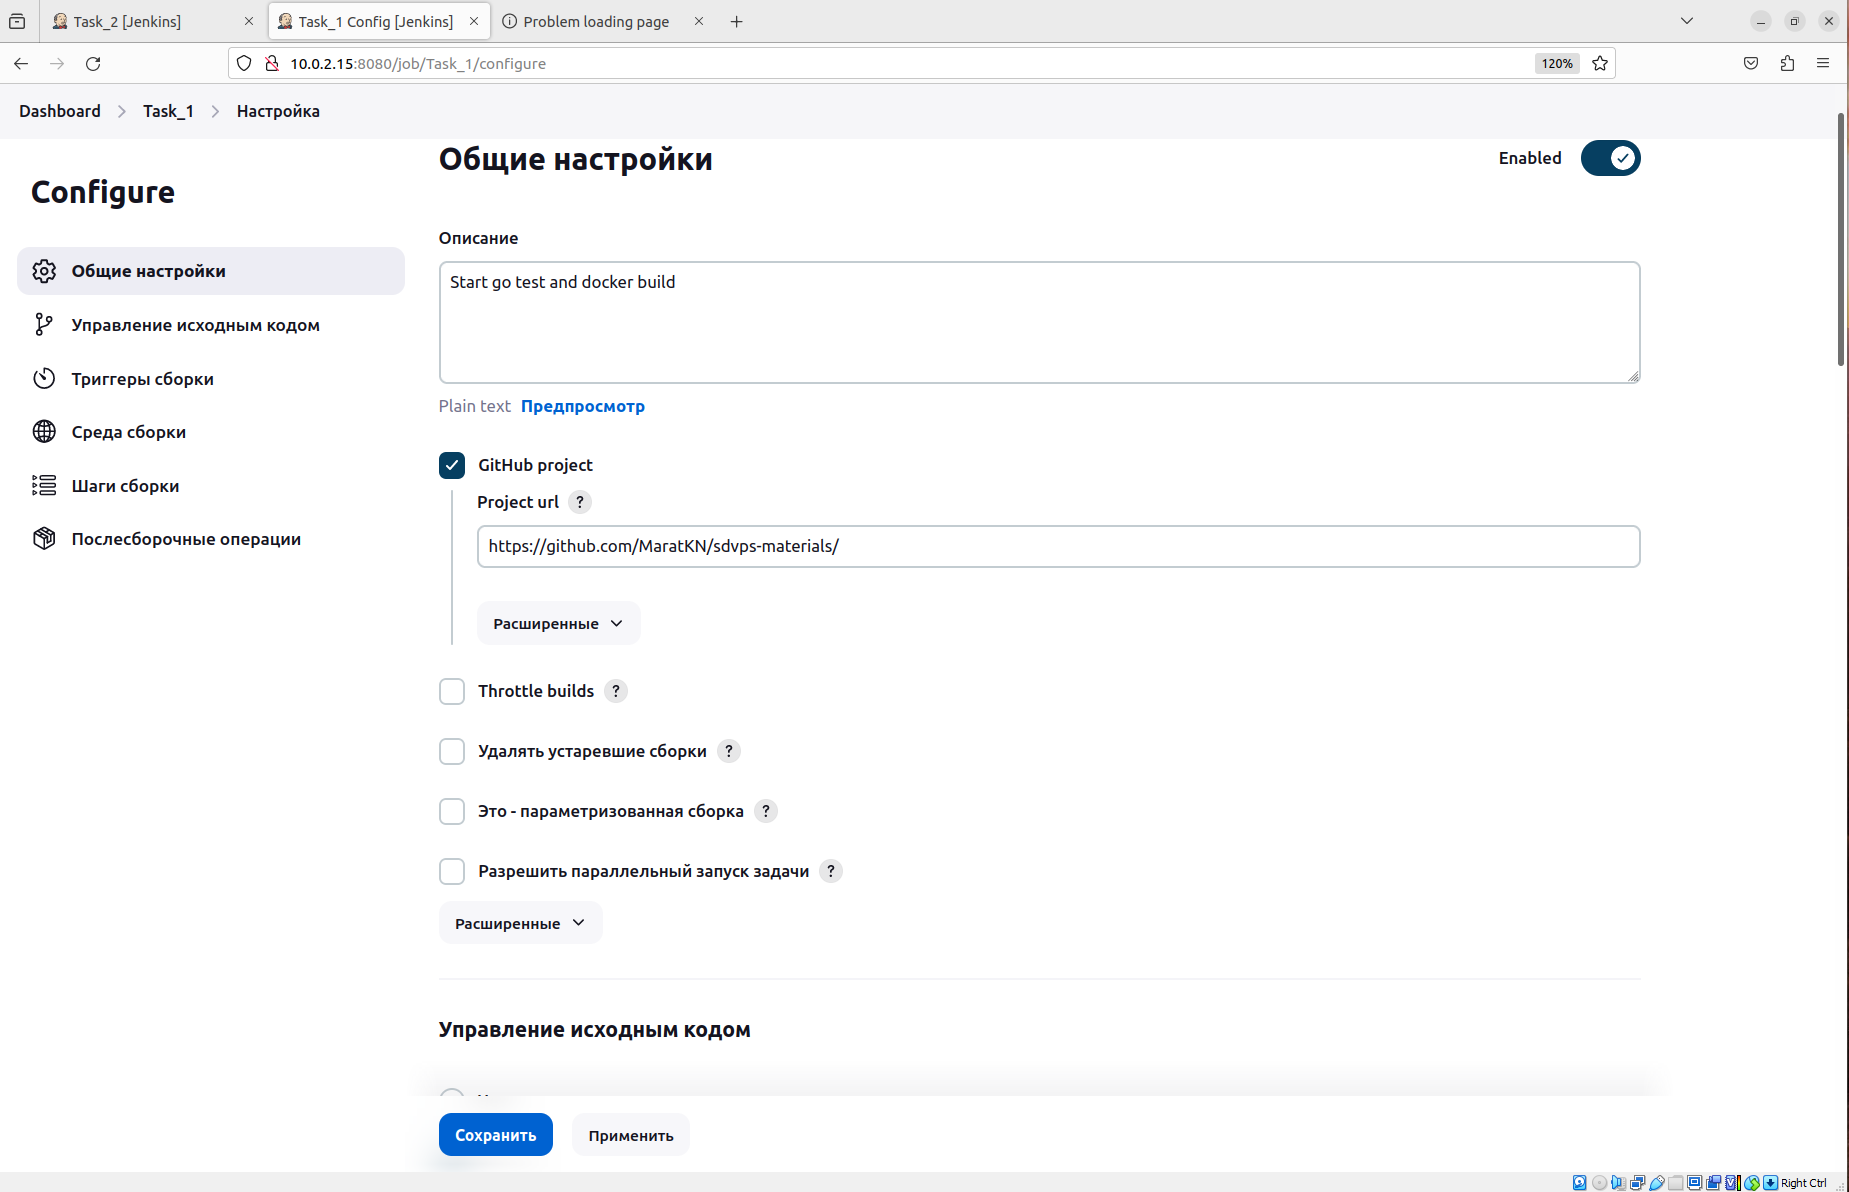 Task_2 [Jenkins]
Task_1 Config [Jenkins]
Problem loading page
10.0.2.15:8080/job/Task_1/configure
120%
Dashboard
Task_1
Настройка
Configure
Общие настройки
Управление исходным кодом
Триггеры сборки
Среда сборки
Шаги сборки
Послесборочные операции
Общие настройки
Enabled
Описание
Start go test and docker build
Plain text Предпросмотр
GitHub project
Project url ?
https://github.com/MaratKN/sdvps-materials/
Расширенные
Throttle builds ?
Удалять устаревшие сборки ?
Это - параметризованная сборка ?
Разрешить параллельный запуск задачи ?
Расширенные
Управление исходным кодом
Сохранить
Применить
Right Ctrl